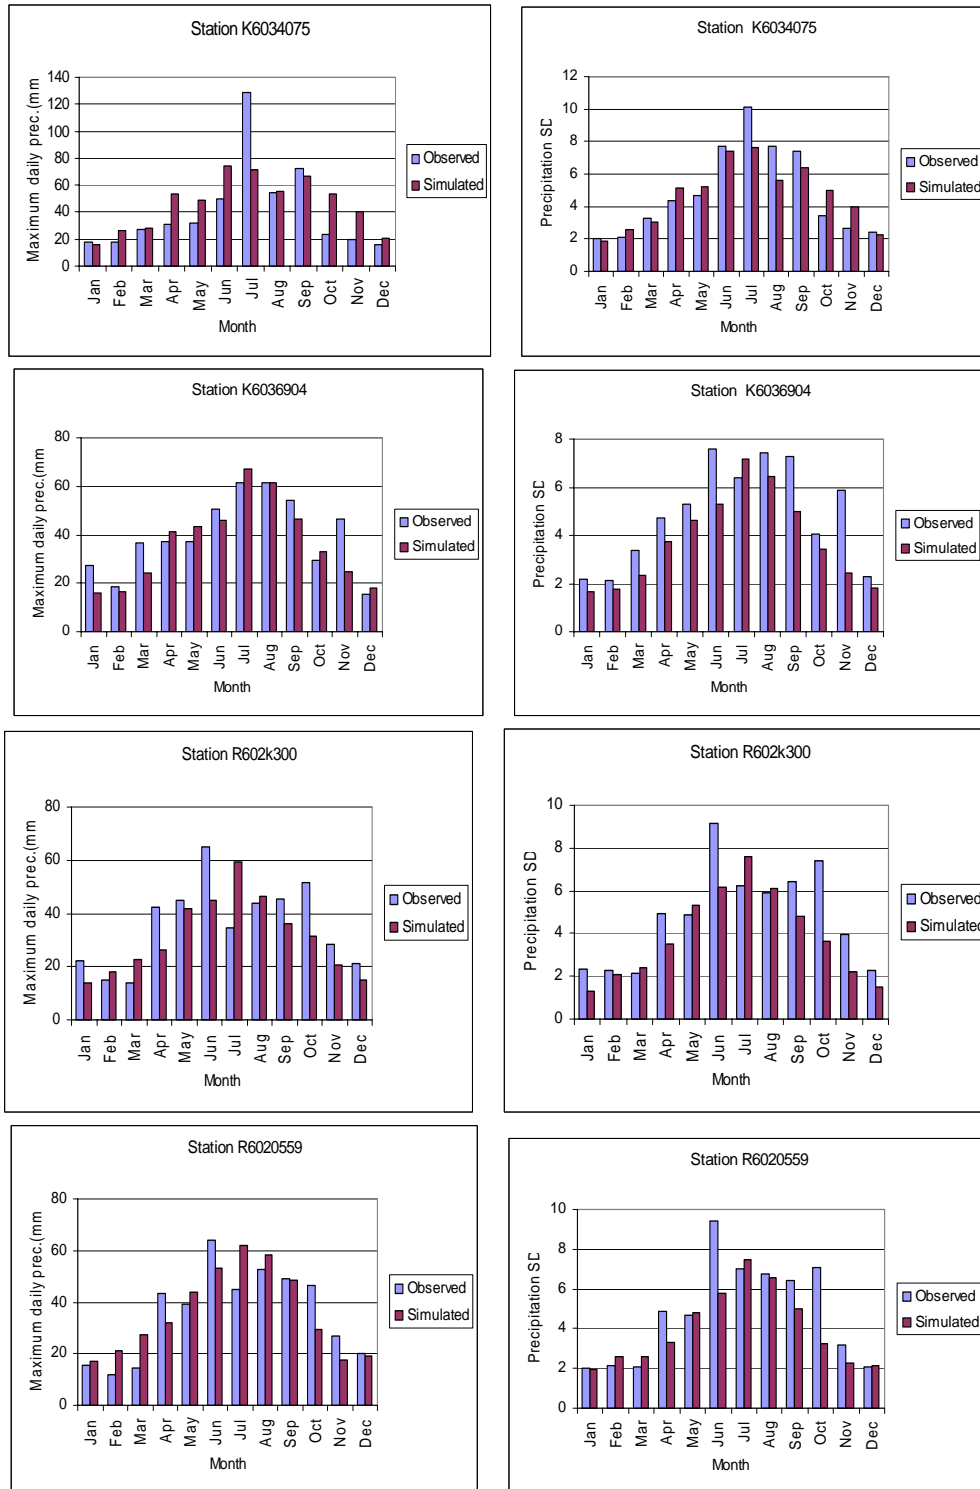 Station K6034075
Maximum daily prec.(mm
140
120
100
80
60
40
20
0
Jan Feb Mar Apr May Jun Jul Aug Sep Oct Nov Dec
Month
Observed
Simulated
Station K6034075
Precipitation SD
12
10
8
6
4
2
0
Jan Feb Mar Apr May Jun Jul Aug Sep Oct Nov Dec
Month
Observed
Simulated
Station K6036904
Maximum daily prec.(mm
80
60
40
20
0
Jan Feb Mar Apr May Jun Jul Aug Sep Oct Nov Dec
Month
Observed
Simulated
Station K6036904
Precipitation SD
8
6
4
2
0
Jan Feb Mar Apr May Jun Jul Aug Sep Oct Nov Dec
Month
Observed
Simulated
Station R602k300
Maximum daily prec.(mm
80
60
40
20
0
Jan Feb Mar Apr May Jun Jul Aug Sep Oct Nov Dec
Month
Observed
Simulated
Station R602k300
Precipitation SD
10
8
6
4
2
0
Jan Feb Mar Apr May Jun Jul Aug Sep Oct Nov Dec
Month
Observed
Simulated
Station R6020559
Maximum daily prec.(mm
80
60
40
20
0
Jan Feb Mar Apr May Jun Jul Aug Sep Oct Nov Dec
Month
Observed
Simulated
Station R6020559
Precipitation SD
10
8
6
4
2
0
Jan Feb Mar Apr May Jun Jul Aug Sep Oct Nov Dec
Month
Observed
Simulated